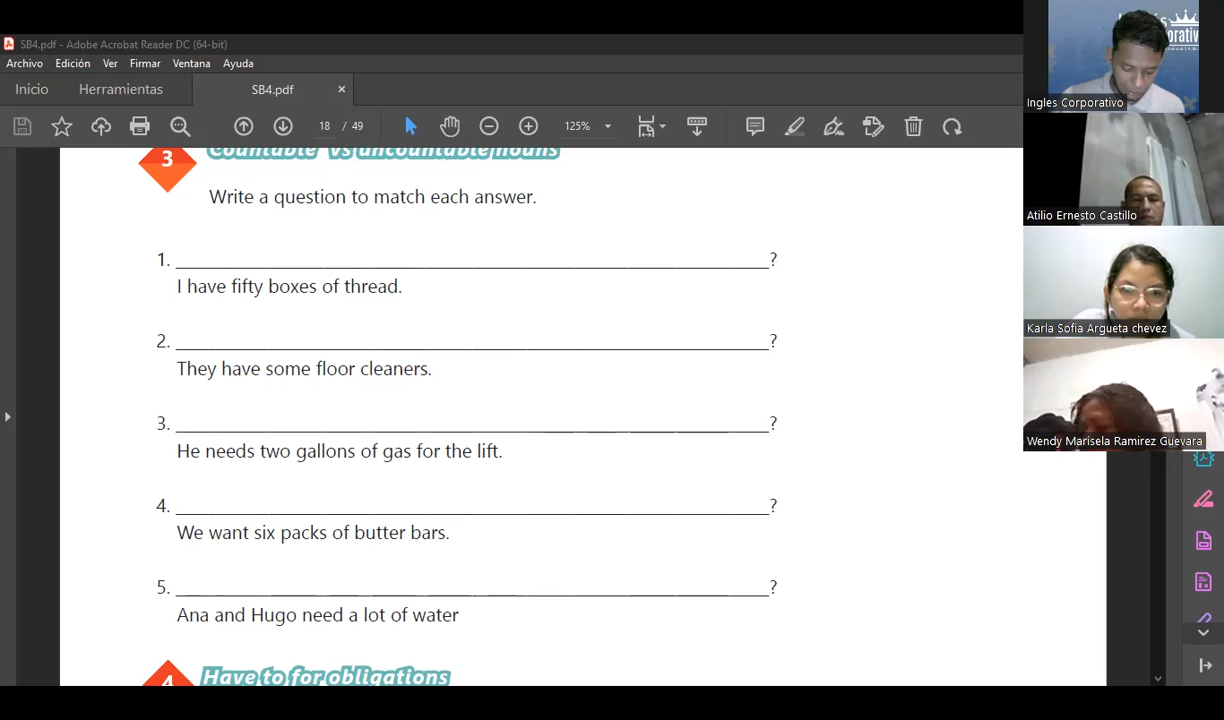 SB4.pdf - Adobe Acrobat Reader DC (64-bit)
Archivo Edición Ver Firmar Ventana Ayuda
Inicio Herramientas SB4.pdf ×
18 / 49 125%
3 Countable vs uncountable nouns
Write a question to match each answer.
1. ?
I have fifty boxes of thread.
2. ?
They have some floor cleaners.
3. ?
He needs two gallons of gas for the lift.
4. ?
We want six packs of butter bars.
5. ?
Ana and Hugo need a lot of water
4 Have to for obligations
Ingles Corporativo
Atilio Ernesto Castillo
Karla Sofia Argueta chevez
Wendy Marisela Ramirez Guevara